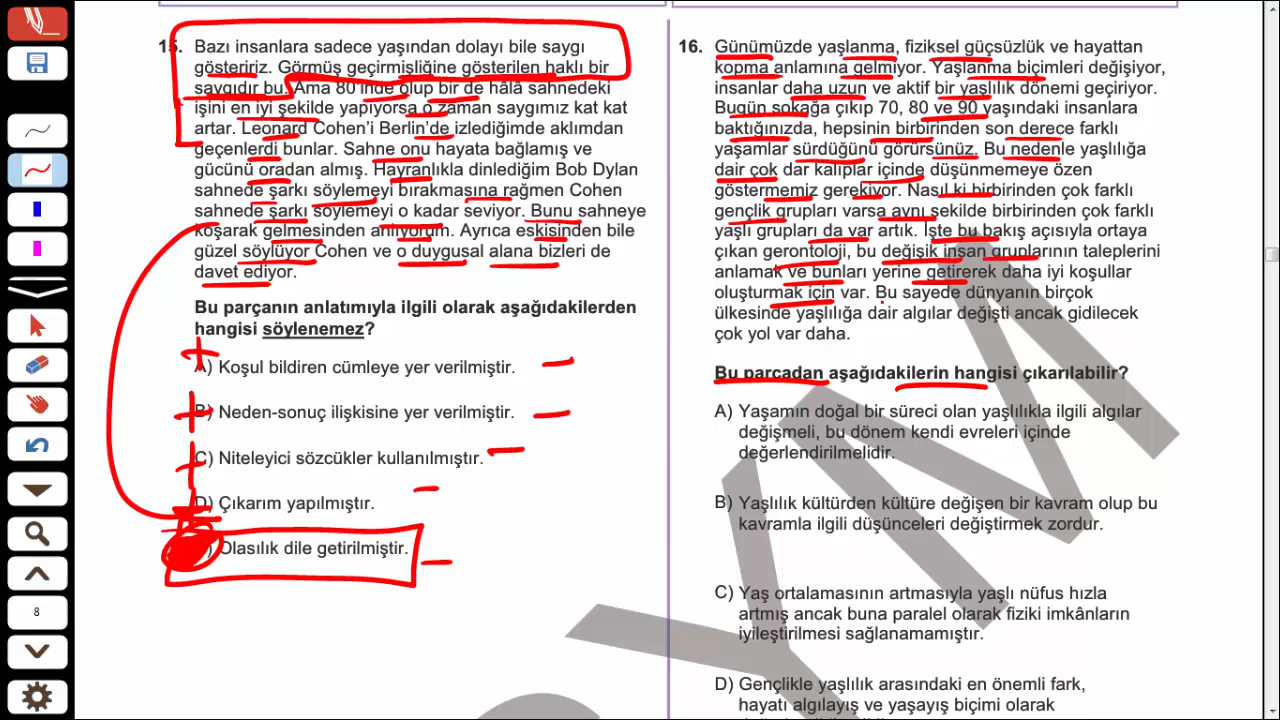 15. Bazı insanlara sadece yaşından dolayı bile saygı
gösteririz. Görmüş geçirmişliğine gösterilen haklı bir
saygıdır bu. Ama 80'inde olup bir de hâlâ sahnedeki
işini en iyi şekilde yapıyorsa o zaman saygımız kat kat
artar. Leonard Cohen'i Berlin'de izlediğimde aklımdan
geçenlerdi bunlar. Sahne onu hayata bağlamış ve
gücünü oradan almış. Hayranlıkla dinlediğim Bob Dylan
sahnede şarkı söylemeyi bırakmasına rağmen Cohen
sahnede şarkı söylemeyi o kadar seviyor. Bunu sahneye
koşarak gelmesinden anlıyorum. Ayrıca eskisinden bile
güzel söylüyor Cohen ve o duygusal alana bizleri de
davet ediyor.
Bu parçanın anlatımıyla ilgili olarak aşağıdakilerden
hangisi söylenemez?
A) Koşul bildiren cümleye yer verilmiştir.
B) Neden-sonuç ilişkisine yer verilmiştir.
C) Niteleyici sözcükler kullanılmıştır.
D) Çıkarım yapılmıştır.
) Olasılık dile getirilmiştir.
16. Günümüzde yaşlanma, fiziksel güçsüzlük ve hayattan
kopma anlamına gelmiyor. Yaşlanma biçimleri değişiyor,
insanlar daha uzun ve aktif bir yaşlılık dönemi geçiriyor.
Bugün sokağa çıkıp 70, 80 ve 90 yaşındaki insanlara
baktığınızda, hepsinin birbirinden son derece farklı
yaşamlar sürdüğünü görürsünüz. Bu nedenle yaşlılığa
dair çok dar kalıplar içinde düşünmemeye özen
göstermemiz gerekiyor. Nasıl ki birbirinden çok farklı
gençlik grupları varsa aynı şekilde birbirinden çok farklı
yaşlı grupları da var artık. İşte bu bakış açısıyla ortaya
çıkan gerontoloji, bu değişik insan gruplarının taleplerini
anlamak ve bunları yerine getirerek daha iyi koşullar
oluşturmak için var. Bu sayede dünyanın birçok
ülkesinde yaşlılığa dair algılar değişti ancak gidilecek
çok yol var daha.
Bu parçadan aşağıdakilerin hangisi çıkarılabilir?
A) Yaşamın doğal bir süreci olan yaşlılıkla ilgili algılar
değişmeli, bu dönem kendi evreleri içinde
değerlendirilmelidir.
B) Yaşlılık kültürden kültüre değişen bir kavram olup bu
kavramla ilgili düşünceleri değiştirmek zordur.
C) Yaş ortalamasının artmasıyla yaşlı nüfus hızla
artmış ancak buna paralel olarak fiziki imkânların
iyileştirilmesi sağlanamamıştır.
D) Gençlikle yaşlılık arasındaki en önemli fark,
hayatı algılayış ve yaşayış biçimi olarak
8